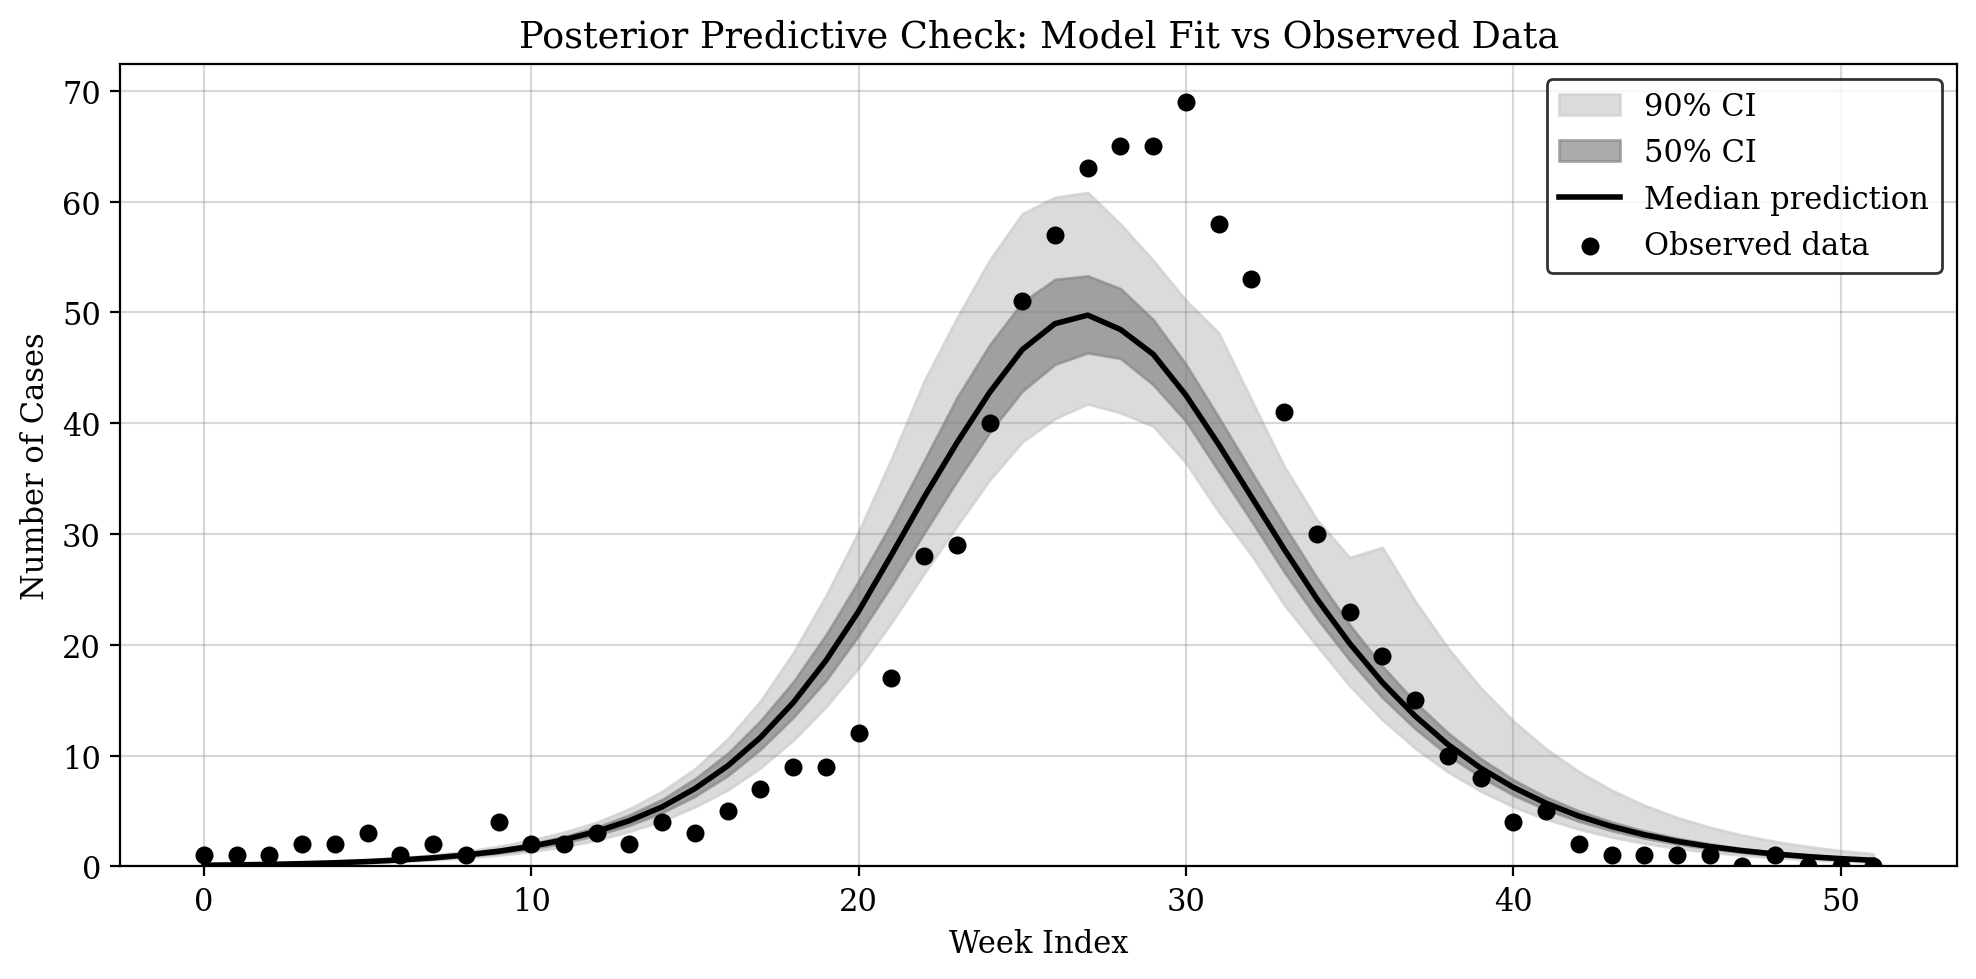 Posterior Predictive Check: Model Fit vs Observed Data
70
60
50
40
30
20
10
0
Number of Cases
90% CI
50% CI
Median prediction
Observed data
0
10
20
30
40
50
Week Index